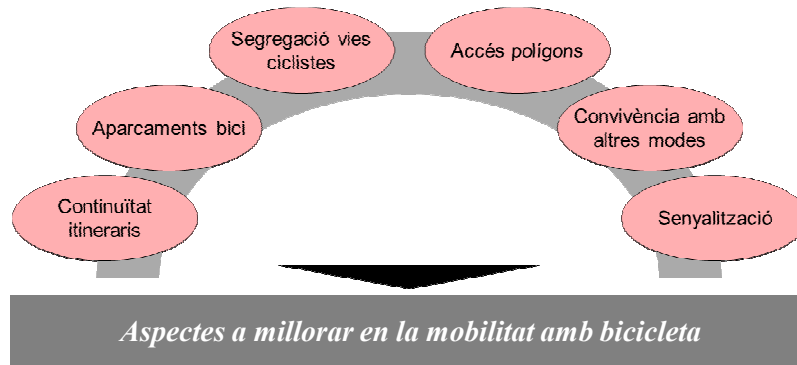 Segregació vies
ciclistes
Accés polígons
Aparcaments bici
Convivència amb
altres modes
Continuïtat
itineraris
Senyalització
Aspectes a millorar en la mobilitat amb bicicleta